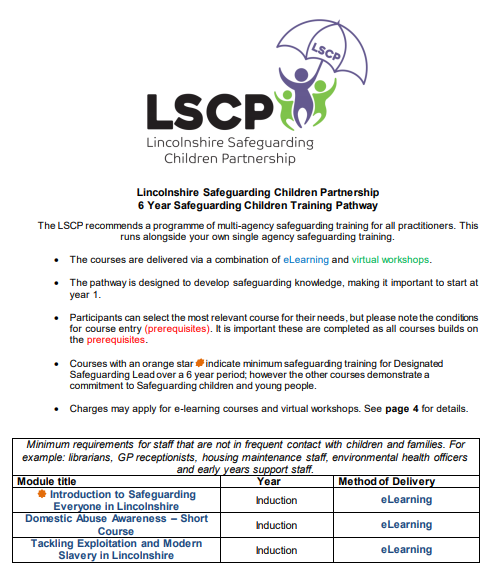 LSCP
LSCP
Lincolnshire Safeguarding
Children Partnership
Lincolnshire Safeguarding Children Partnership
6 Year Safeguarding Children Training Pathway
The LSCP recommends a programme of multi-agency safeguarding training for all practitioners. This
runs alongside your own single agency safeguarding training.
• The courses are delivered via a combination of eLearning and virtual workshops.
• The pathway is designed to develop safeguarding knowledge, making it important to start at
year 1.
• Participants can select the most relevant course for their needs, but please note the conditions
for course entry (prerequisites). It is important these are completed as all courses builds on
the prerequisites.
• Courses with an orange star indicate minimum safeguarding training for Designated
Safeguarding Lead over a 6 year period; however the other courses demonstrate a
commitment to Safeguarding children and young people.
• Charges may apply for e-learning courses and virtual workshops. See page 4 for details.
Minimum requirements for staff that are not in frequent contact with children and families. For
example: librarians, GP receptionists, housing maintenance staff, environmental health officers
and early years support staff.
Module title Year Method of Delivery
Introduction to Safeguarding
Everyone in Lincolnshire Induction eLearning
Domestic Abuse Awareness – Short
Course Induction eLearning
Tackling Exploitation and Modern
Slavery in Lincolnshire Induction eLearning